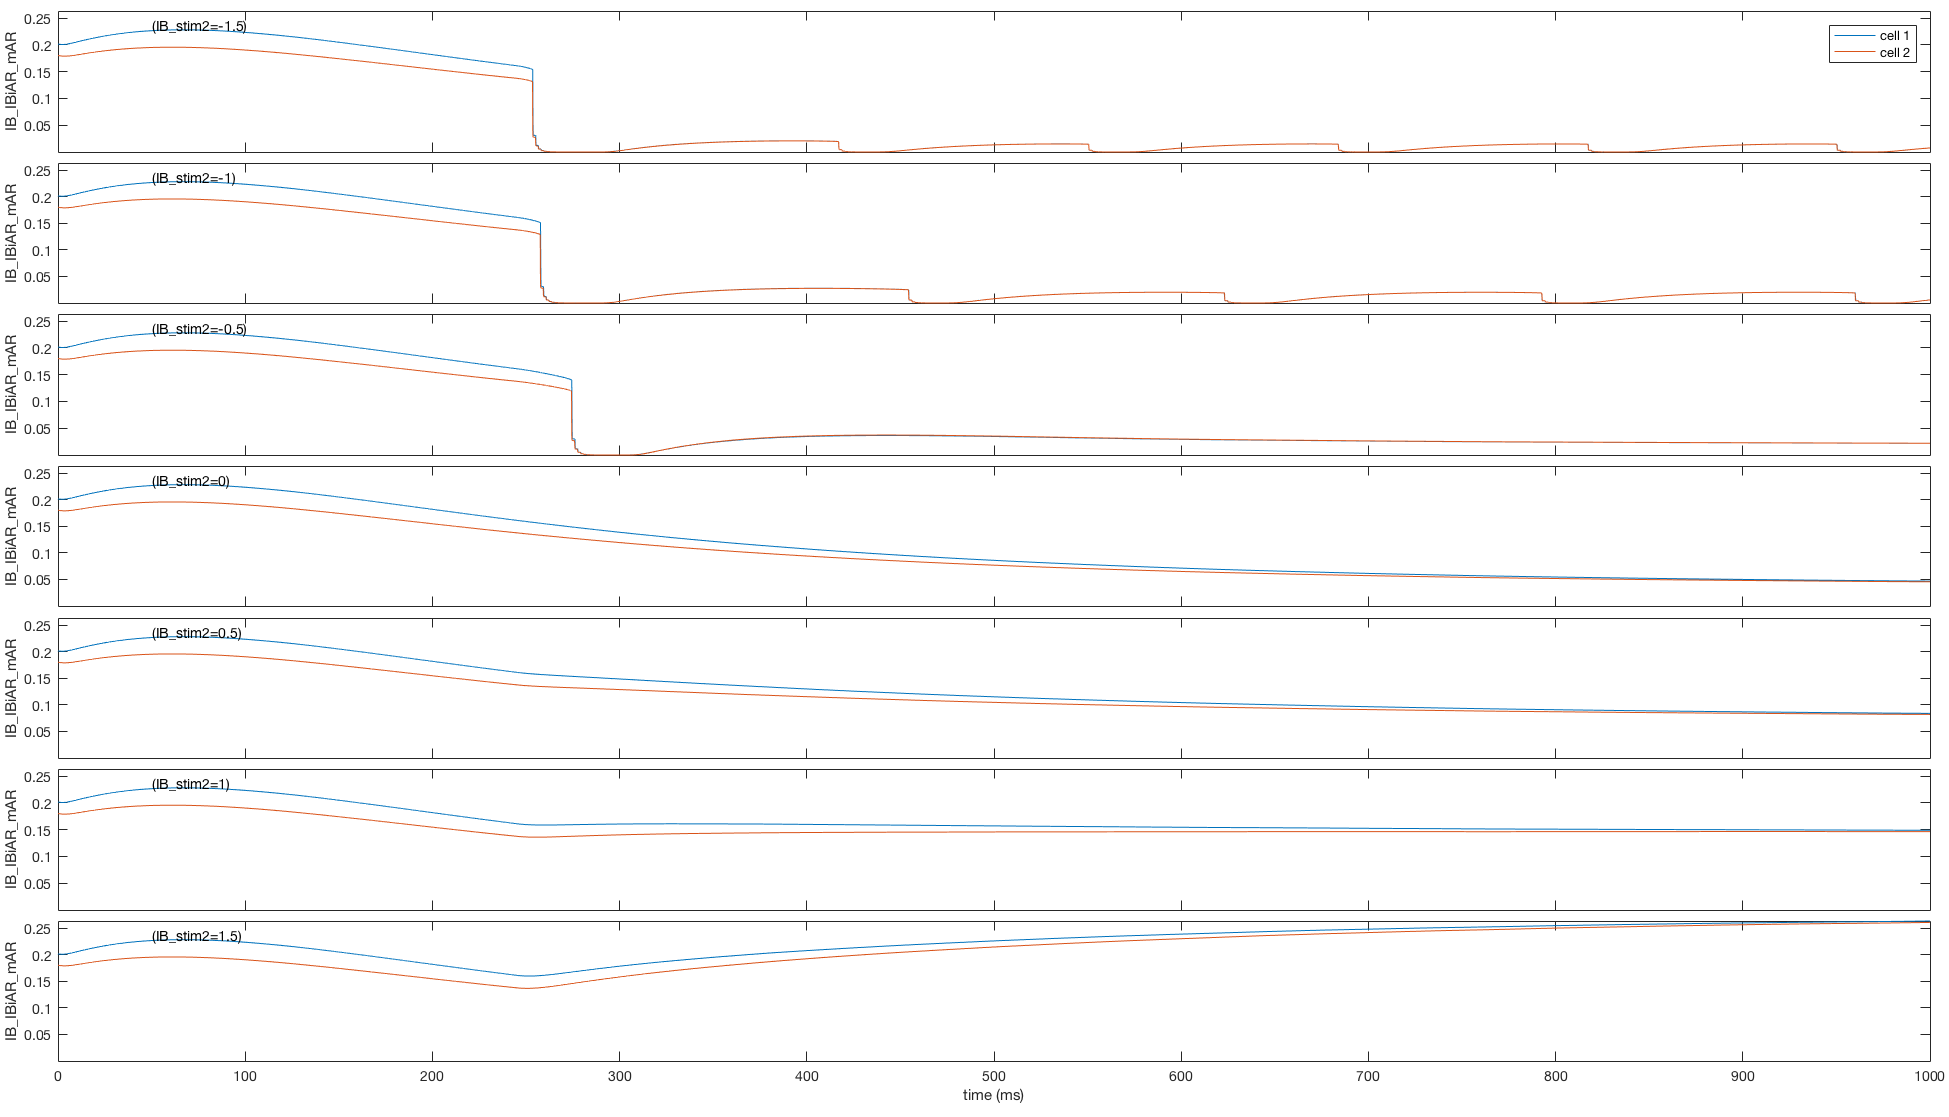 IB_IBiAR_mAR
0.25
0.2
0.15
0.1
0.05
(IB_stim2=-1.5)
cell 1
cell 2
IB_IBiAR_mAR
0.25
0.2
0.15
0.1
0.05
(IB_stim2=-1)
IB_IBiAR_mAR
0.25
0.2
0.15
0.1
0.05
(IB_stim2=-0.5)
IB_IBiAR_mAR
0.25
0.2
0.15
0.1
0.05
(IB_stim2=0)
IB_IBiAR_mAR
0.25
0.2
0.15
0.1
0.05
(IB_stim2=0.5)
IB_IBiAR_mAR
0.25
0.2
0.15
0.1
0.05
(IB_stim2=1)
IB_IBiAR_mAR
0.25
0.2
0.15
0.1
0.05
(IB_stim2=1.5)
0 100 200 300 400 500 600 700 800 900 1000
time (ms)